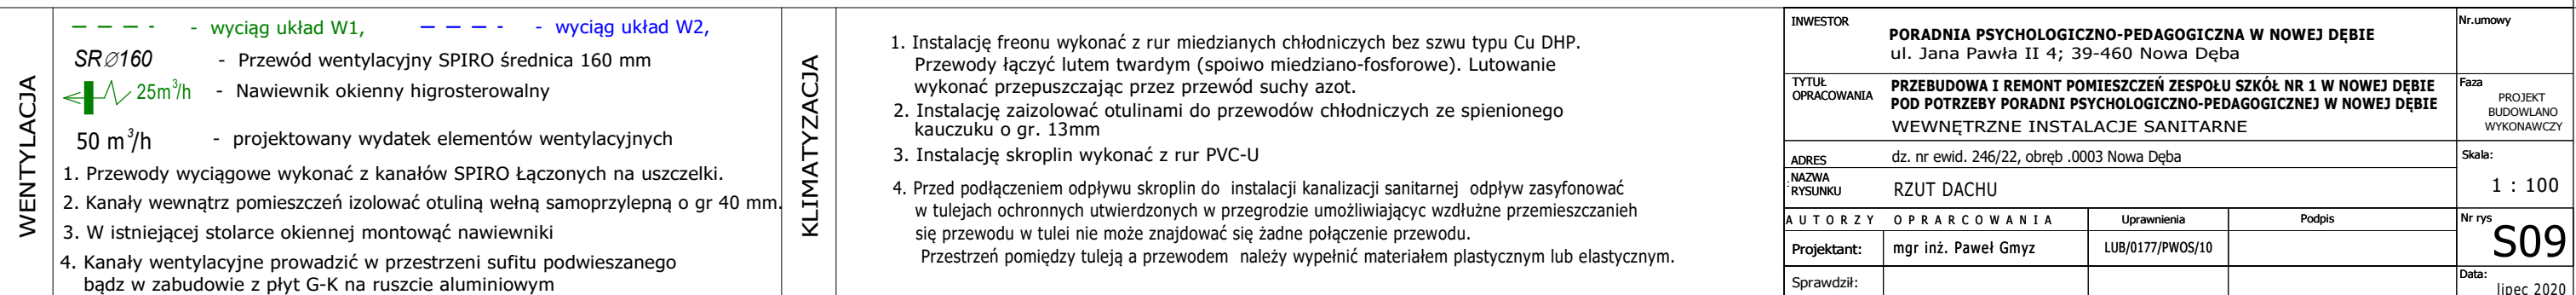 WENTYLACJA
- wyciąg układ W1,
- wyciąg układ W2,
SR∅160 - Przewód wentylacyjny SPIRO średnica 160 mm
25m³/h - Nawiewnik okienny higrosterowalny
50 m³/h - projektowany wydatek elementów wentylacyjnych
1. Przewody wyciągowe wykonać z kanałów SPIRO Łączonych na uszczelki.
2. Kanały wewnątrz pomieszczeń izolować otuliną wełną samoprzylepną o gr 40 mm.
3. W istniejącej stolarce okiennej montowąć nawiewniki
4. Kanały wentylacyjne prowadzić w przestrzeni sufitu podwieszanego
bądz w zabudowie z płyt G-K na ruszcie aluminiowym
KLIMATYZACJA
1. Instalację freonu wykonać z rur miedzianych chłodniczych bez szwu typu Cu DHP.
Przewody łączyć lutem twardym (spoiwo miedziano-fosforowe). Lutowanie
wykonać przepuszczając przez przewód suchy azot.
2. Instalację zaizolować otulinami do przewodów chłodniczych ze spienionego
kauczuku o gr. 13mm
3. Instalację skroplin wykonać z rur PVC-U
4. Przed podłączeniem odpływu skroplin do instalacji kanalizacji sanitarnej odpływ zasyfonować
w tulejach ochronnych utwierdzonych w przegrodzie umożliwiającyc wzdłużne przemieszczanieh
się przewodu w tulei nie może znajdować się żadne połączenie przewodu.
Przestrzeń pomiędzy tuleją a przewodem należy wypełnić materiałem plastycznym lub elastycznym.
INWESTOR
PORADNIA PSYCHOLOGICZNO-PEDAGOGICZNA W NOWEJ DĘBIE
ul. Jana Pawła II 4; 39-460 Nowa Dęba
Nr.umowy
TYTUŁ
OPRACOWANIA
PRZEBUDOWA I REMONT POMIESZCZEŃ ZESPOŁU SZKÓŁ NR 1 W NOWEJ DĘBIE
POD POTRZEBY PORADNI PSYCHOLOGICZNO-PEDAGOGICZNEJ W NOWEJ DĘBIE
WEWNĘTRZNE INSTALACJE SANITARNE
Faza
PROJEKT
BUDOWLANO
WYKONAWCZY
ADRES
dz. nr ewid. 246/22, obręb .0003 Nowa Dęba
Skala:
1 : 100
NAZWA
RYSUNKU
RZUT DACHU
AUTORZY OPRARCOWANIA
Uprawnienia
Podpis
Nr rys
S09
Projektant:
mgr inż. Paweł Gmyz
LUB/0177/PWOS/10
Sprawdził:
Data:
lipec 2020